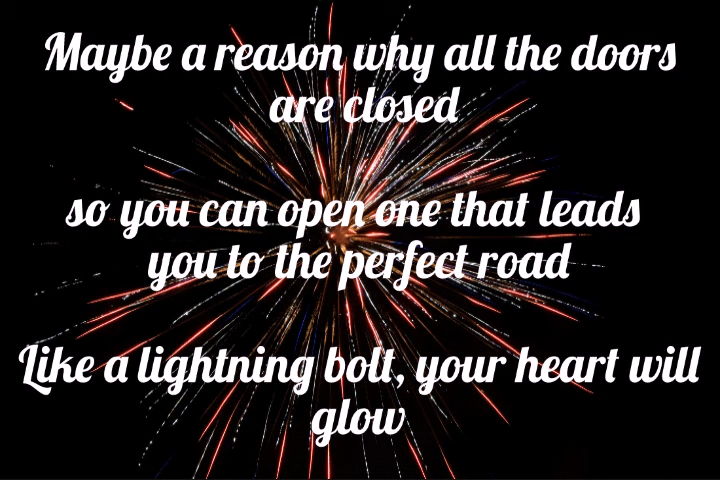 Maybe a reason why all the doors
are closed
so you can open one that leads
you to the perfect road
Like a lightning bolt, your heart will
glow